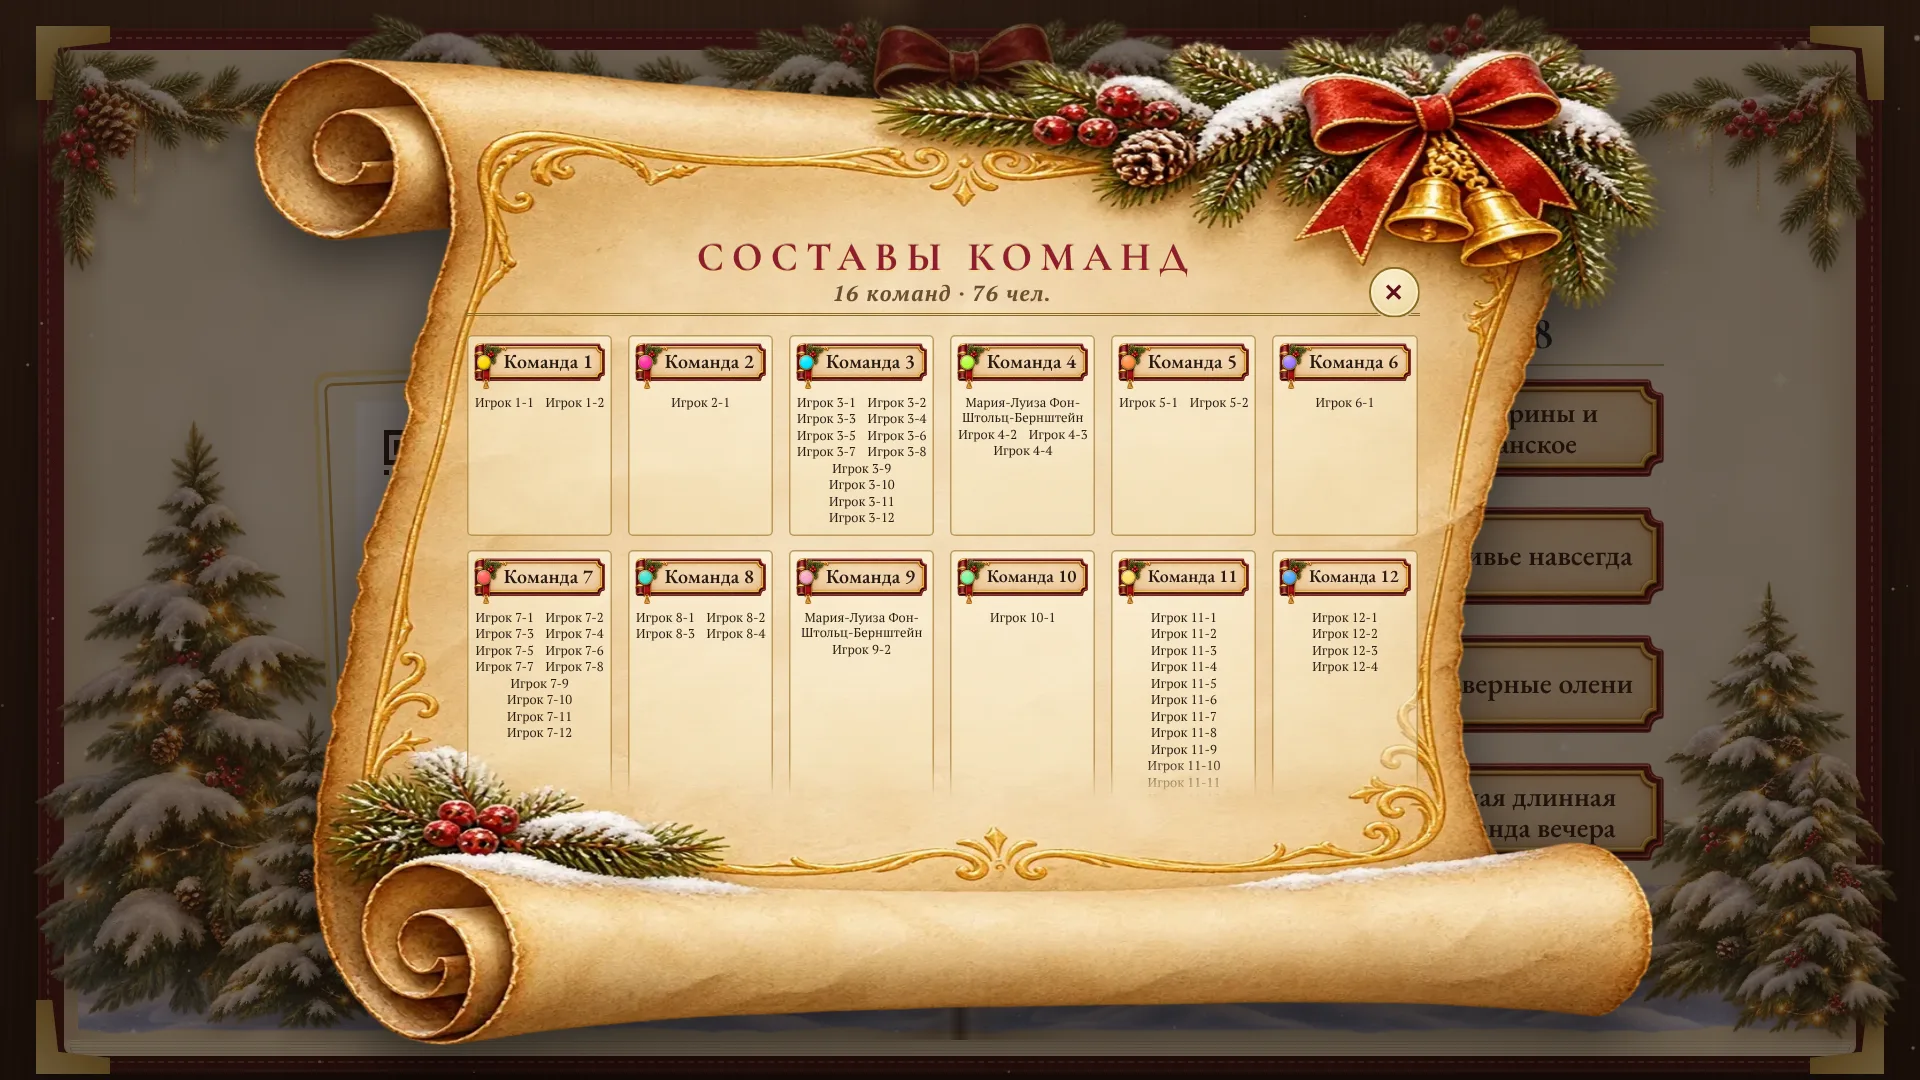 СОСТАВЫ КОМАНД
16 команд · 76 чел.
×
Команда 1
Игрок 1-1 Игрок 1-2
Команда 2
Игрок 2-1
Команда 3
Игрок 3-1 Игрок 3-2
Игрок 3-3 Игрок 3-4
Игрок 3-5 Игрок 3-6
Игрок 3-7 Игрок 3-8
Игрок 3-9
Игрок 3-10
Игрок 3-11
Игрок 3-12
Команда 4
Мария-Луиза Фон-
Штольц-Бернштейн
Игрок 4-2 Игрок 4-3
Игрок 4-4
Команда 5
Игрок 5-1 Игрок 5-2
Команда 6
Игрок 6-1
Команда 7
Игрок 7-1 Игрок 7-2
Игрок 7-3 Игрок 7-4
Игрок 7-5 Игрок 7-6
Игрок 7-7 Игрок 7-8
Игрок 7-9
Игрок 7-10
Игрок 7-11
Игрок 7-12
Команда 8
Игрок 8-1 Игрок 8-2
Игрок 8-3 Игрок 8-4
Команда 9
Мария-Луиза Фон-
Штольц-Бернштейн
Игрок 9-2
Команда 10
Игрок 10-1
Команда 11
Игрок 11-1
Игрок 11-2
Игрок 11-3
Игрок 11-4
Игрок 11-5
Игрок 11-6
Игрок 11-7
Игрок 11-8
Игрок 11-9
Игрок 11-10
Игрок 11-11
Команда 12
Игрок 12-1
Игрок 12-2
Игрок 12-3
Игрок 12-4
8
и
навсегда
олени
длинная
вечера